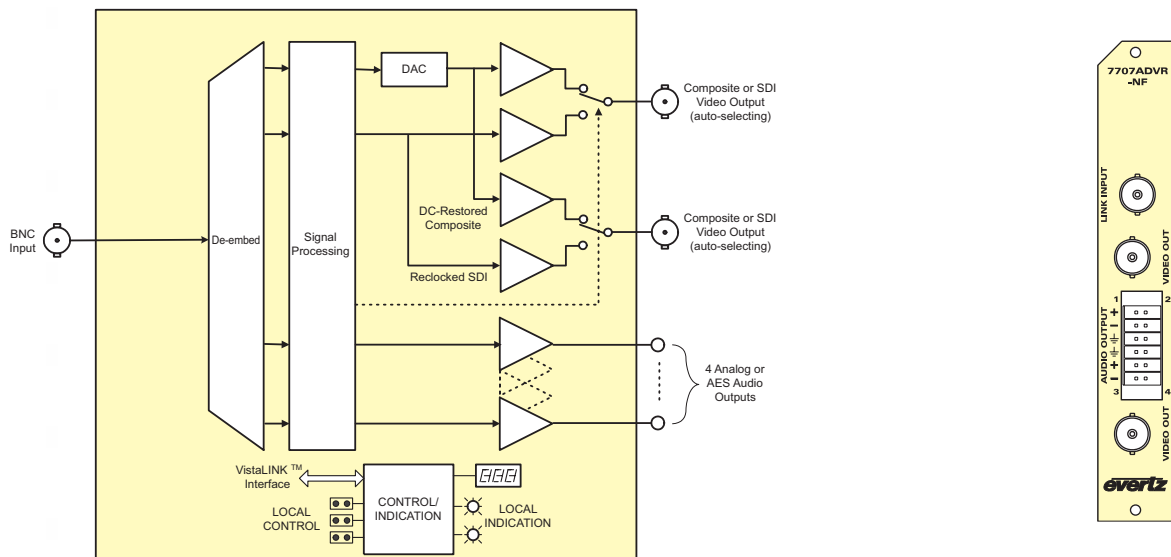 DAC
Composite or SDI
Video Output
(auto-selecting)
BNC
Input
De-embed
Signal
Processing
DC-Restored
Composite
Composite or SDI
Video Output
(auto-selecting)
Reclocked SDI
4 Analog or
AES Audio
Outputs
VistaLINK ™
Interface
LOCAL
CONTROL
CONTROL/
INDICATION
LOCAL
INDICATION
7707ADVR
-NF
LINK INPUT
VIDEO OUT
1 2
AUDIO OUTPUT
+
−
+
−
3 4
VIDEO OUT
evertz